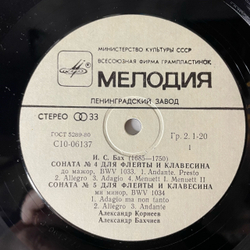 МИНИСТЕРСТВО КУЛЬТУРЫ СССР
ВСЕСОЮЗНАЯ ФИРМА ГРАМПЛАСТИНОК
МЕЛОДИЯ
ЛЕНИНГРАДСКИЙ ЗАВОД
СТЕРЕО 33
ГОСТ 5289-80
Гр. 2. 1-20
С10-06137
1
И. С. Бах (1685—1750)
СОНАТА № 4 ДЛЯ ФЛЕЙТЫ И КЛАВЕСИНА
до мажор, BWV 1033. 1. Andante. Presto
2. Allegro 3. Adagio 4. Menuett I. Menuett II
СОНАТА № 5 ДЛЯ ФЛЕЙТЫ И КЛАВЕСИНА
ми минор, BWV 1034
1. Adagio ma non tanto
2. Allegro 3. Andante 4. Allegro
Александр Корнеев
Александр Бахчиев